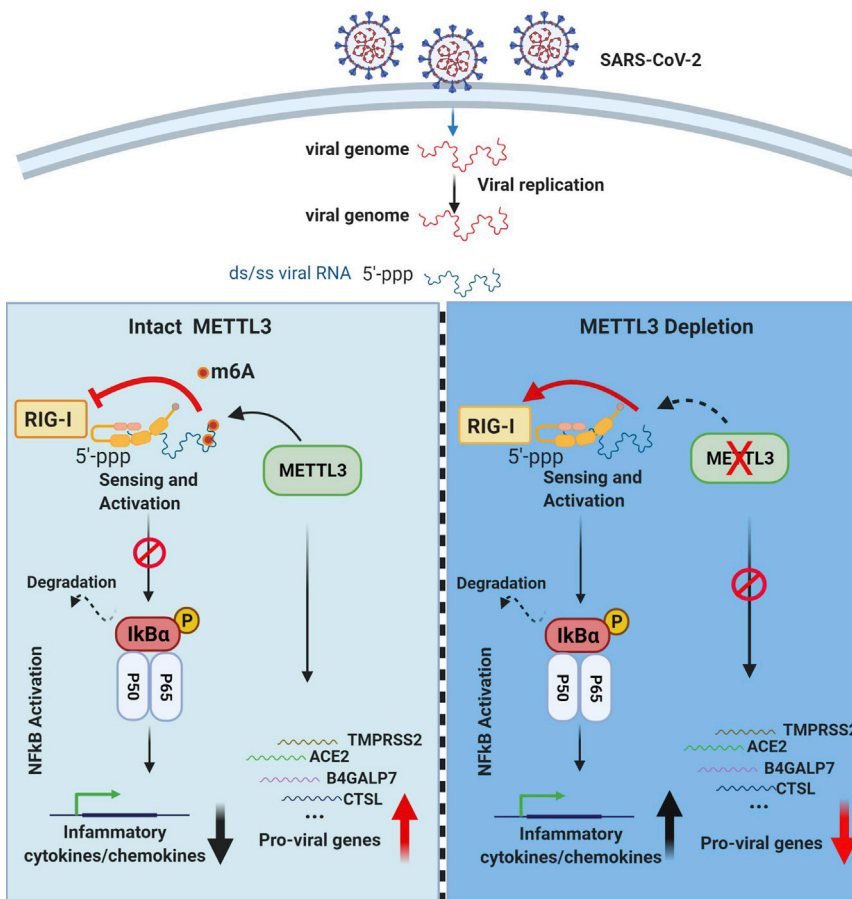 SARS-CoV-2
viral genome
Viral replication
viral genome
ds/ss viral RNA 5'-ppp
Intact METTL3
m6A
RIG-I
5'-ppp
METTL3
Sensing and
Activation
Degradation
P
IkBα
P50
P65
NFkB Activation
TMPRSS2
ACE2
B4GALP7
CTSL
...
Infammatory
cytokines/chemokines
Pro-viral genes
METTL3 Depletion
RIG-I
5'-ppp
METTL3
Sensing and
Activation
Degradation
P
IkBα
P50
P65
NFkB Activation
TMPRSS2
ACE2
B4GALP7
CTSL
...
Infammatory
cytokines/chemokines
Pro-viral genes